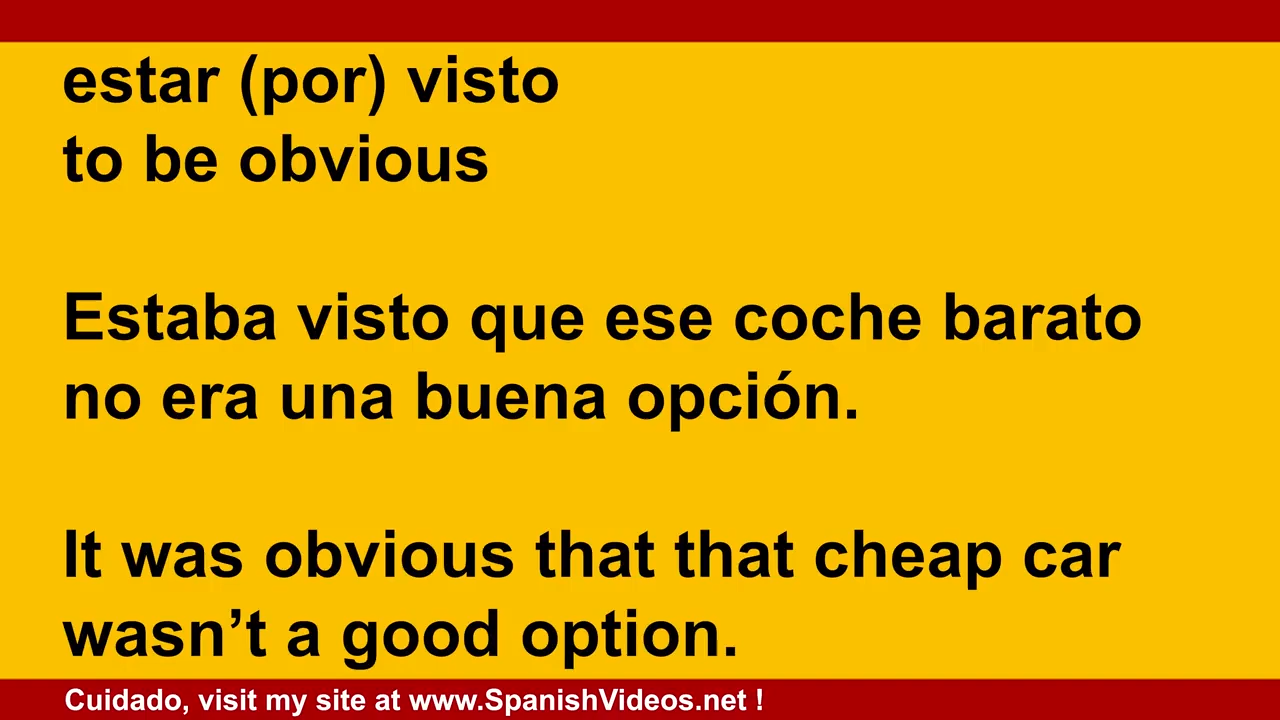 estar (por) visto
to be obvious
Estaba visto que ese coche barato
no era una buena opción.
It was obvious that that cheap car
wasn’t a good option.
Cuidado, visit my site at www.SpanishVideos.net !